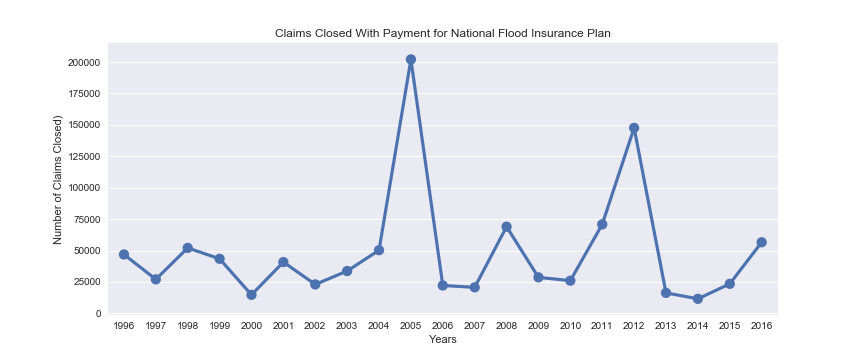 Claims Closed With Payment for National Flood Insurance Plan
Number of Claims Closed)
200000
175000
150000
125000
100000
75000
50000
25000
0
1996 1997 1998 1999 2000 2001 2002 2003 2004 2005 2006 2007 2008 2009 2010 2011 2012 2013 2014 2015 2016
Years